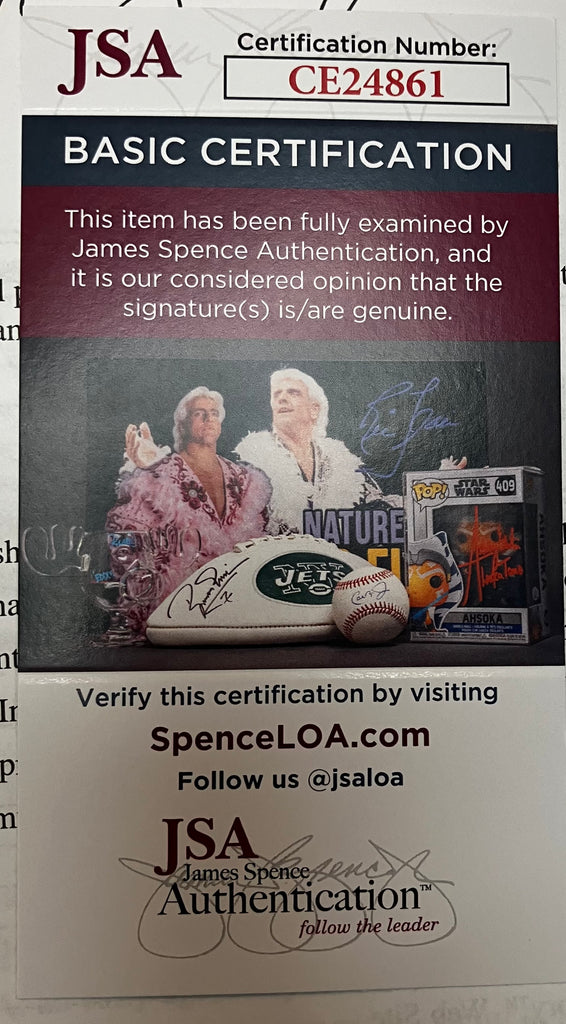 JSA
Certification Number:
CE24861
BASIC CERTIFICATION
This item has been fully examined by
James Spence Authentication, and
it is our considered opinion that the
signature(s) is/are genuine.
POP!
STAR
WARS
409
NATURE
JETS
AHSOKA
Verify this certification by visiting
SpenceLOA.com
Follow us @jsaloa
JSA
James Spence
Authentication™
follow the leader